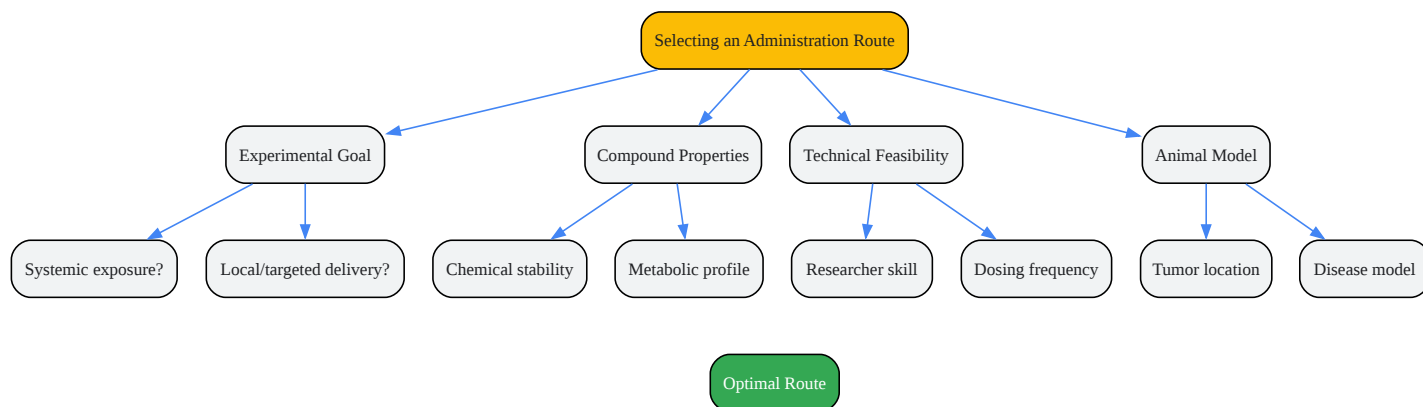 Selecting an Administration Route
Experimental Goal
Compound Properties
Technical Feasibility
Animal Model
Systemic exposure?
Local/targeted delivery?
Chemical stability
Metabolic profile
Researcher skill
Dosing frequency
Tumor location
Disease model
Optimal Route